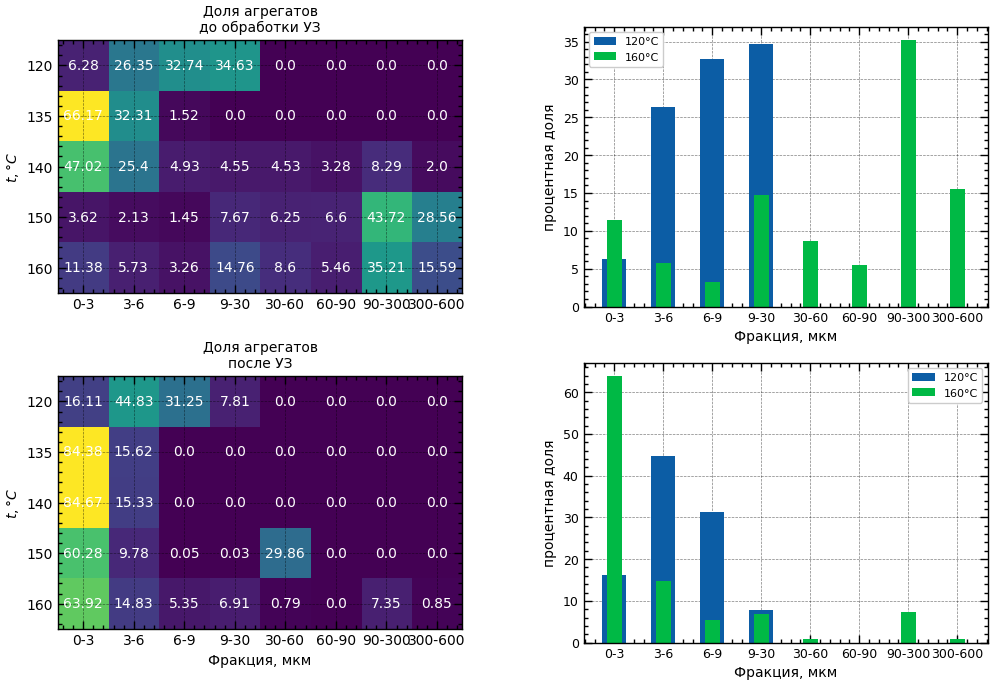 Доля агрегатов
до обработки УЗ
120 6.28 26.35 32.74 34.63 0.0 0.0 0.0 0.0
135 66.17 32.31 1.52 0.0 0.0 0.0 0.0 0.0
140 47.02 25.4 4.93 4.55 4.53 3.28 8.29 2.0
150 3.62 2.13 1.45 7.67 6.25 6.6 43.72 28.56
160 11.38 5.73 3.26 14.76 8.6 5.46 35.21 15.59
t, °C
0-3 3-6 6-9 9-30 30-60 60-90 90-300 300-600
120°C
160°C
35
30
25
20
15
10
5
0
процентная доля
0-3 3-6 6-9 9-30 30-60 60-90 90-300 300-600
Фракция, мкм
Доля агрегатов
после УЗ
120 16.11 44.83 31.25 7.81 0.0 0.0 0.0 0.0
135 84.38 15.62 0.0 0.0 0.0 0.0 0.0 0.0
140 84.67 15.33 0.0 0.0 0.0 0.0 0.0 0.0
150 60.28 9.78 0.05 0.03 29.86 0.0 0.0 0.0
160 63.92 14.83 5.35 6.91 0.79 0.0 7.35 0.85
t, °C
0-3 3-6 6-9 9-30 30-60 60-90 90-300 300-600
Фракция, мкм
120°C
160°C
60
50
40
30
20
10
0
процентная доля
0-3 3-6 6-9 9-30 30-60 60-90 90-300 300-600
Фракция, мкм